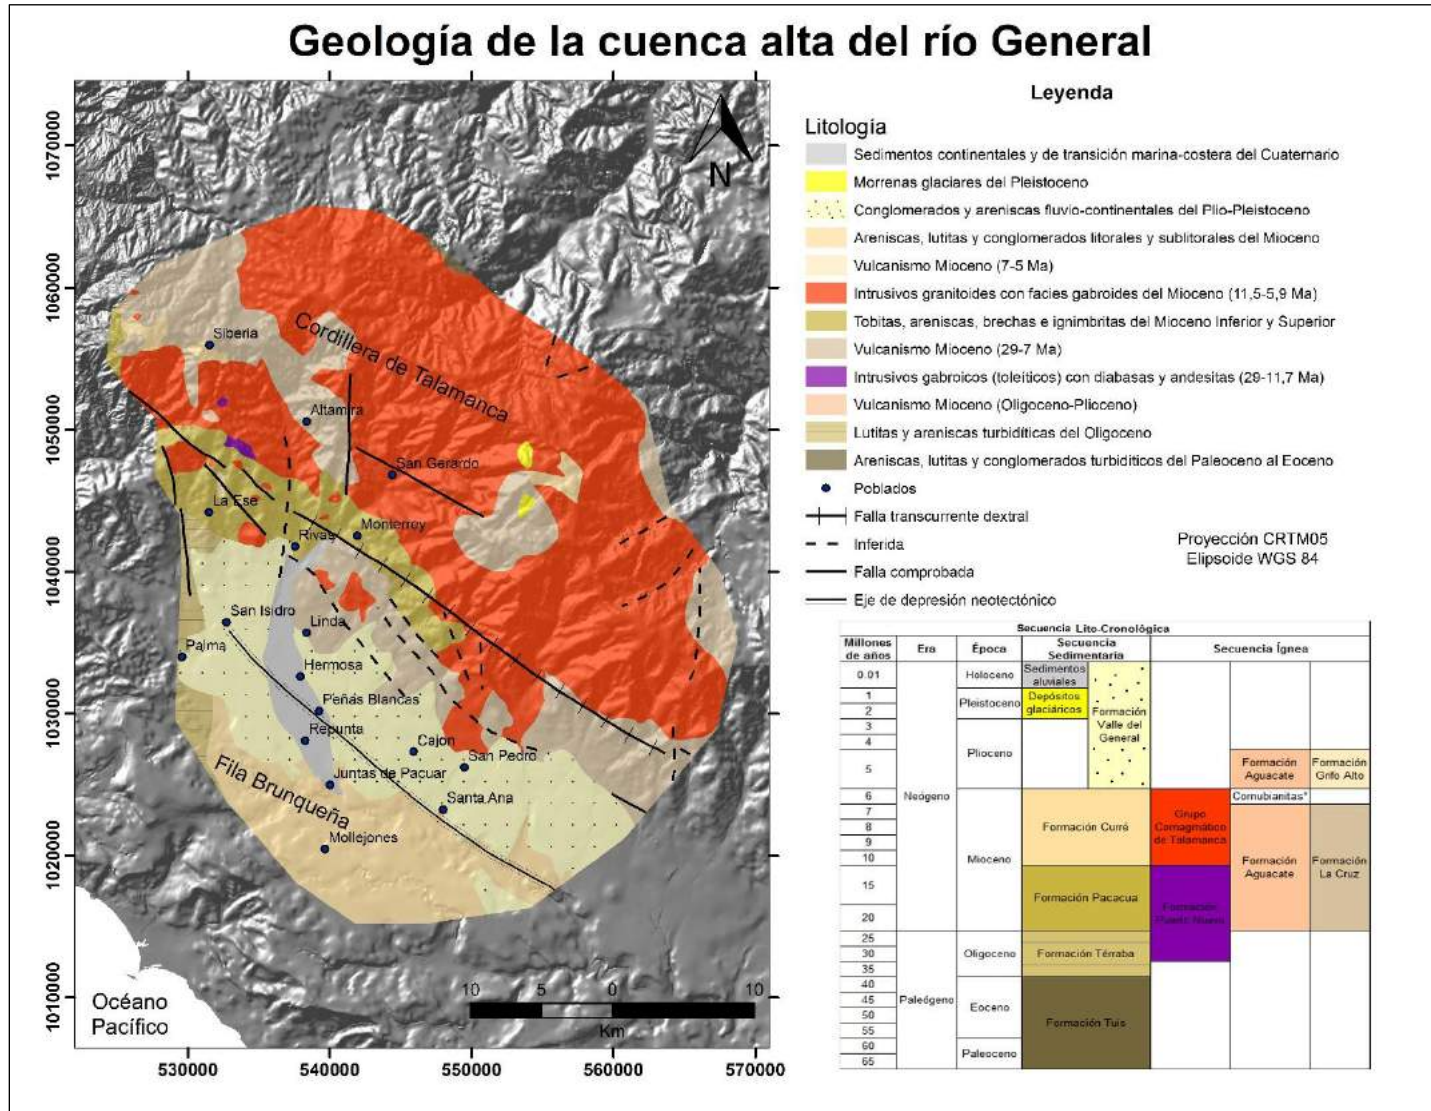 Geología de la cuenca alta del río General
Leyenda
Litología
Sedimentos continentales y de transición marina-costera del Cuaternario
Morrenas glaciares del Pleistoceno
Conglomerados y areniscas fluvio-continentales del Plio-Pleistoceno
Areniscas, lutitas y conglomerados litorales y sublitorales del Mioceno
Vulcanismo Mioceno (7-5 Ma)
Intrusivos granitoides con facies gabroides del Mioceno (11,5-5,9 Ma)
Tobitas, areniscas, brechas e ignimbritas del Mioceno Inferior y Superior
Vulcanismo Mioceno (29-7 Ma)
Intrusivos gabroicos (toleiticos) con diabasas y andesitas (29-11,7 Ma)
Vulcanismo Mioceno (Oligoceno-Plioceno)
Lutitas y areniscas turbidíticas del Oligoceno
Areniscas, lutitas y conglomerados turbiditicos del Paleoceno al Eoceno
Poblados
Falla transcurrente dextral
Inferida
Falla comprobada
Eje de depresión neotectónico
Proyección CRTM05
Elipsoide WGS 84
N
1070000
1060000
1050000
1040000
1030000
1020000
1010000
530000
540000
550000
560000
570000
Siberia
Cordillera de Talamanca
Altamira
San Gerardo
La Ese
Monterrey
Rivas
San Isidro
Linda
Palma
Hermosa
Peñas Blancas
Repunta
Cajon
San Pedro
Juntas de Pacuar
Santa Ana
Fila Brunqueña
Mollejones
Océano
Pacífico
10 5 0 10
Km
Secuencia Lito-Cronológica
Millones
de años
Era
Época
Secuencia
Sedimentaria
Secuencia Ígnea
0.01
1
2
3
4
5
6
7
8
9
10
15
20
25
30
35
40
45
50
55
60
65
Neógeno
Paleógeno
Holoceno
Pleistoceno
Plioceno
Mioceno
Oligoceno
Eoceno
Paleoceno
Sedimentos
aluviales
Depósitos
glaciáricos
Formación
Valle del
General
Formación Curré
Formación Pacacua
Formación Térraba
Formación Tuis
Grupo
Comagmático
de Talamanca
Formación
Puerto Nuevo
Formación
Aguacate
Cornubianitas*
Formación
Aguacate
Formación
Grifo Alto
Formación
La Cruz